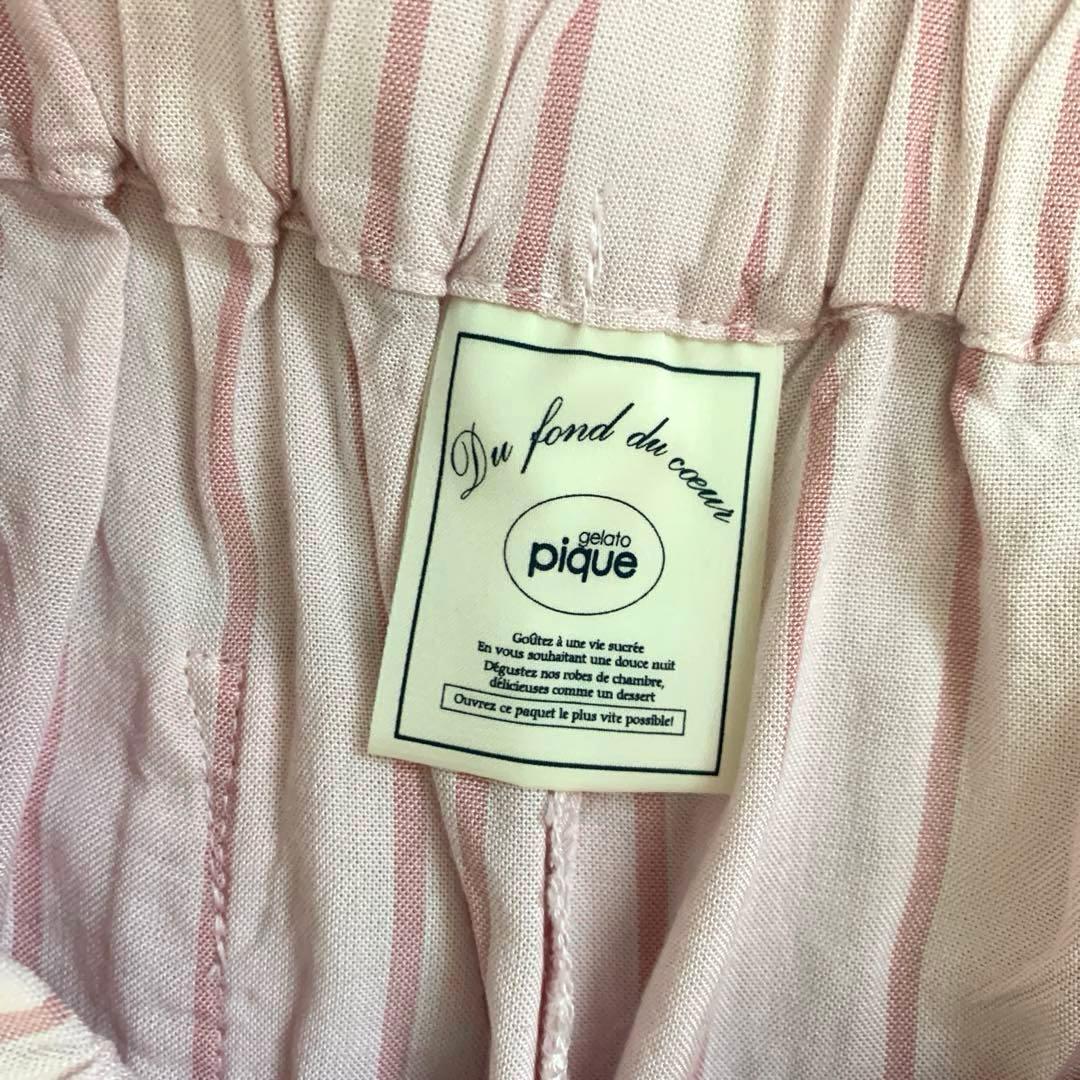 Du fond du cœur
gelato
pique
Goûtez à une vie sucrée
En vous souhaitant une douce nuit
Dégustez nos robes de chambre,
délicieuses comme un dessert
Ouvrez ce paquet le plus vite possible!